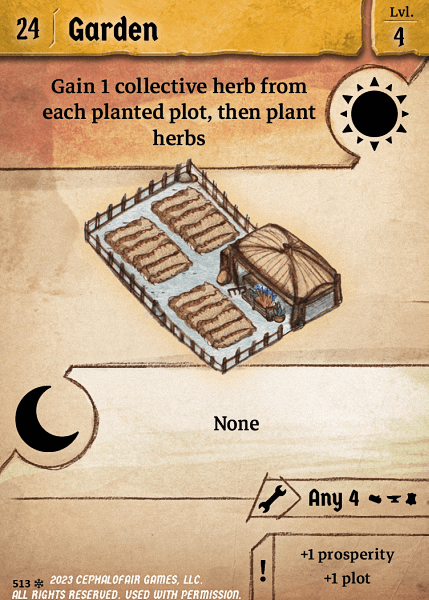 24 Garden
Lvl.
4
Gain 1 collective herb from
each planted plot, then plant
herbs
None
Any 4
! +1 prosperity
+1 plot
513 2023 CEPHALOFAIR GAMES, LLC.
ALL RIGHTS RESERVED. USED WITH PERMISSION.